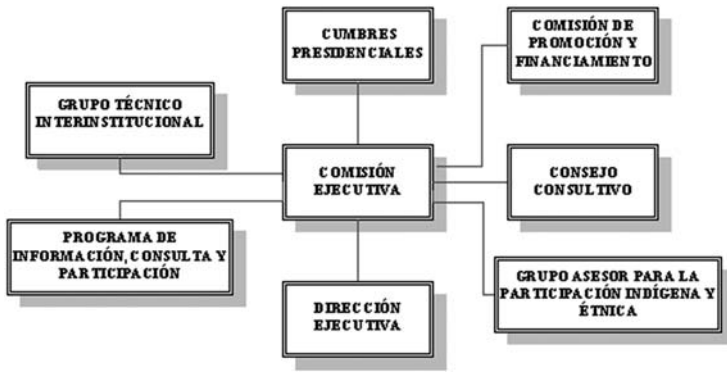 CUMBRES
PRESIDENCIALES
COMISIÓN DE
PROMOCIÓN Y
FINANCIAMIENTO
GRUPO TÉCNICO
INTERINSTITUCIONAL
COMISIÓN
EJECUTIVA
CONSEJO
CONSULTIVO
PROGRAMA DE
INFORMACIÓN, CONSULTA Y
PARTICIPACIÓN
DIRECCIÓN
EJECUTIVA
GRUPO ASESOR PARA LA
PARTICIPACIÓN INDÍGENA Y
ÉTNICA